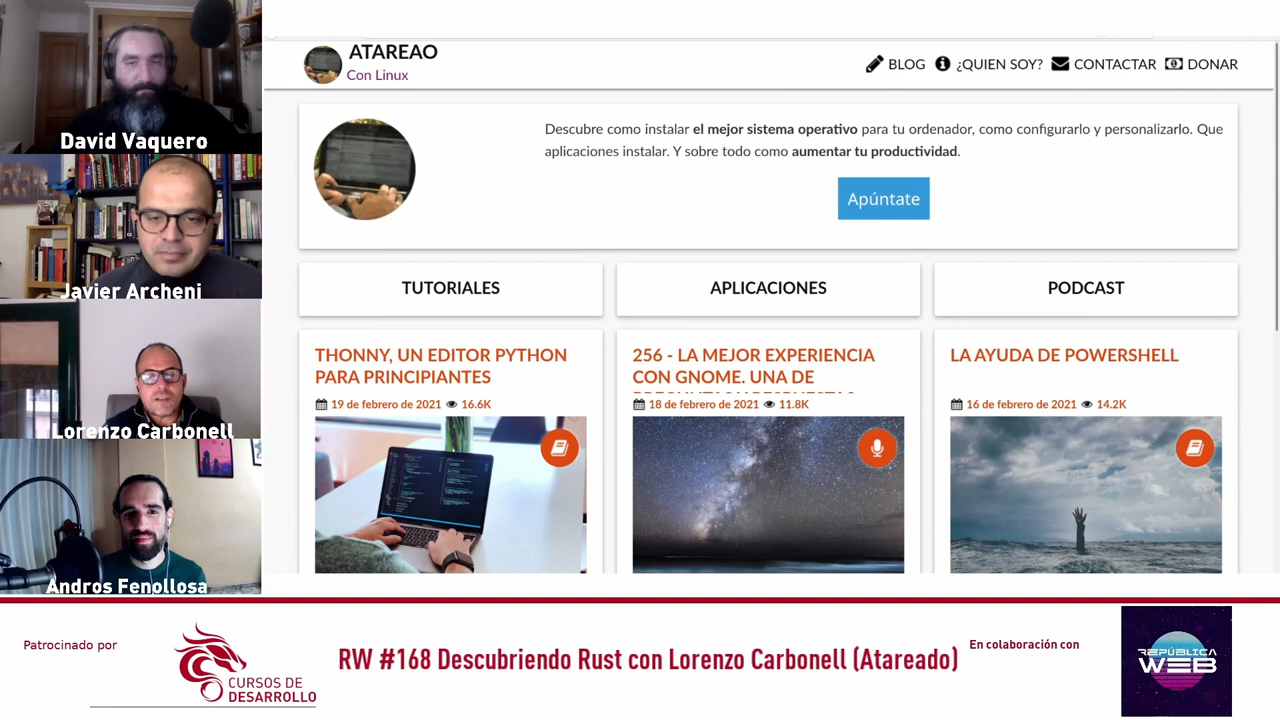 David Vaquero
Javier Archeni
Lorenzo Carbonell
Andros Fenollosa
ATAREAO
Con Linux
BLOG
¿QUIEN SOY?
CONTACTAR
DONAR
Descubre como instalar el mejor sistema operativo para tu ordenador, como configurarlo y personalizarlo. Que
aplicaciones instalar. Y sobre todo como aumentar tu productividad.
Apúntate
TUTORIALES
APLICACIONES
PODCAST
THONNY, UN EDITOR PYTHON
PARA PRINCIPIANTES
19 de febrero de 2021 16.6K
256 - LA MEJOR EXPERIENCIA
CON GNOME. UNA DE
18 de febrero de 2021 11.8K
LA AYUDA DE POWERSHELL
16 de febrero de 2021 14.2K
Patrocinado por
CURSOS DE
DESARROLLO
RW #168 Descubriendo Rust con Lorenzo Carbonell (Atareado)
En colaboración con
REPÚBLICA
WEB